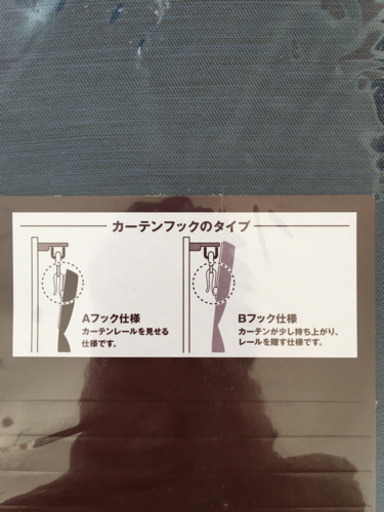 カーテンフックのタイプ
Aフック仕様
カーテンレールを見せる
仕様です。
Bフック仕様
カーテンが少し持ち上がり、
レールを隠す仕様です。